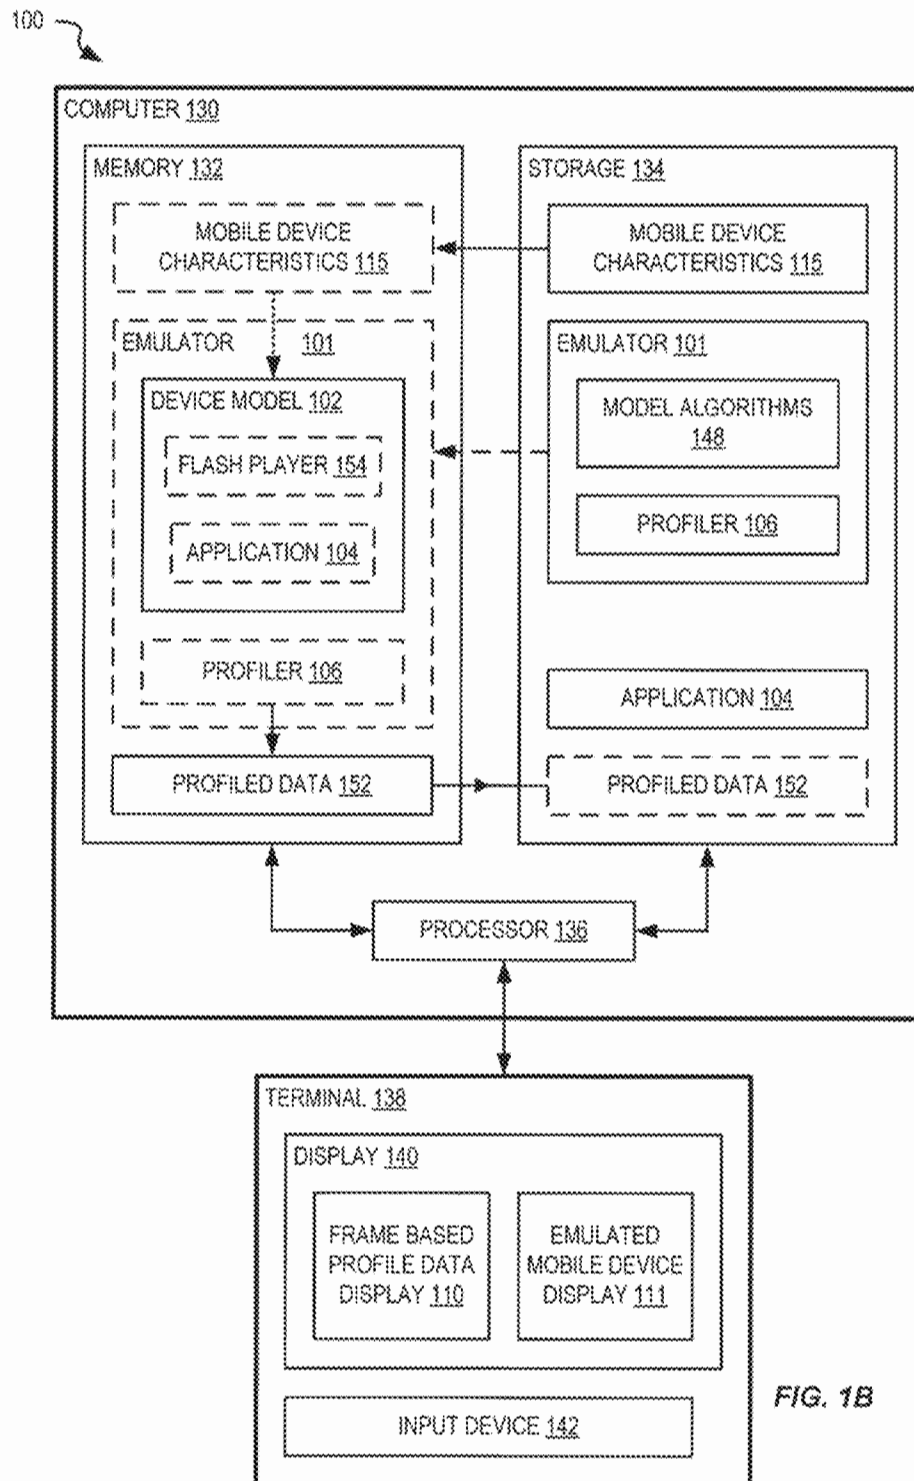 100
COMPUTER 130
MEMORY 132
MOBILE DEVICE
CHARACTERISTICS 115
EMULATOR 101
DEVICE MODEL 102
FLASH PLAYER 154
APPLICATION 104
PROFILER 106
PROFILED DATA 152
STORAGE 134
MOBILE DEVICE
CHARACTERISTICS 115
EMULATOR 101
MODEL ALGORITHMS
148
PROFILER 106
APPLICATION 104
PROFILED DATA 152
PROCESSOR 136
TERMINAL 138
DISPLAY 140
FRAME BASED
PROFILE DATA
DISPLAY 110
EMULATED
MOBILE DEVICE
DISPLAY 111
INPUT DEVICE 142
FIG. 1B